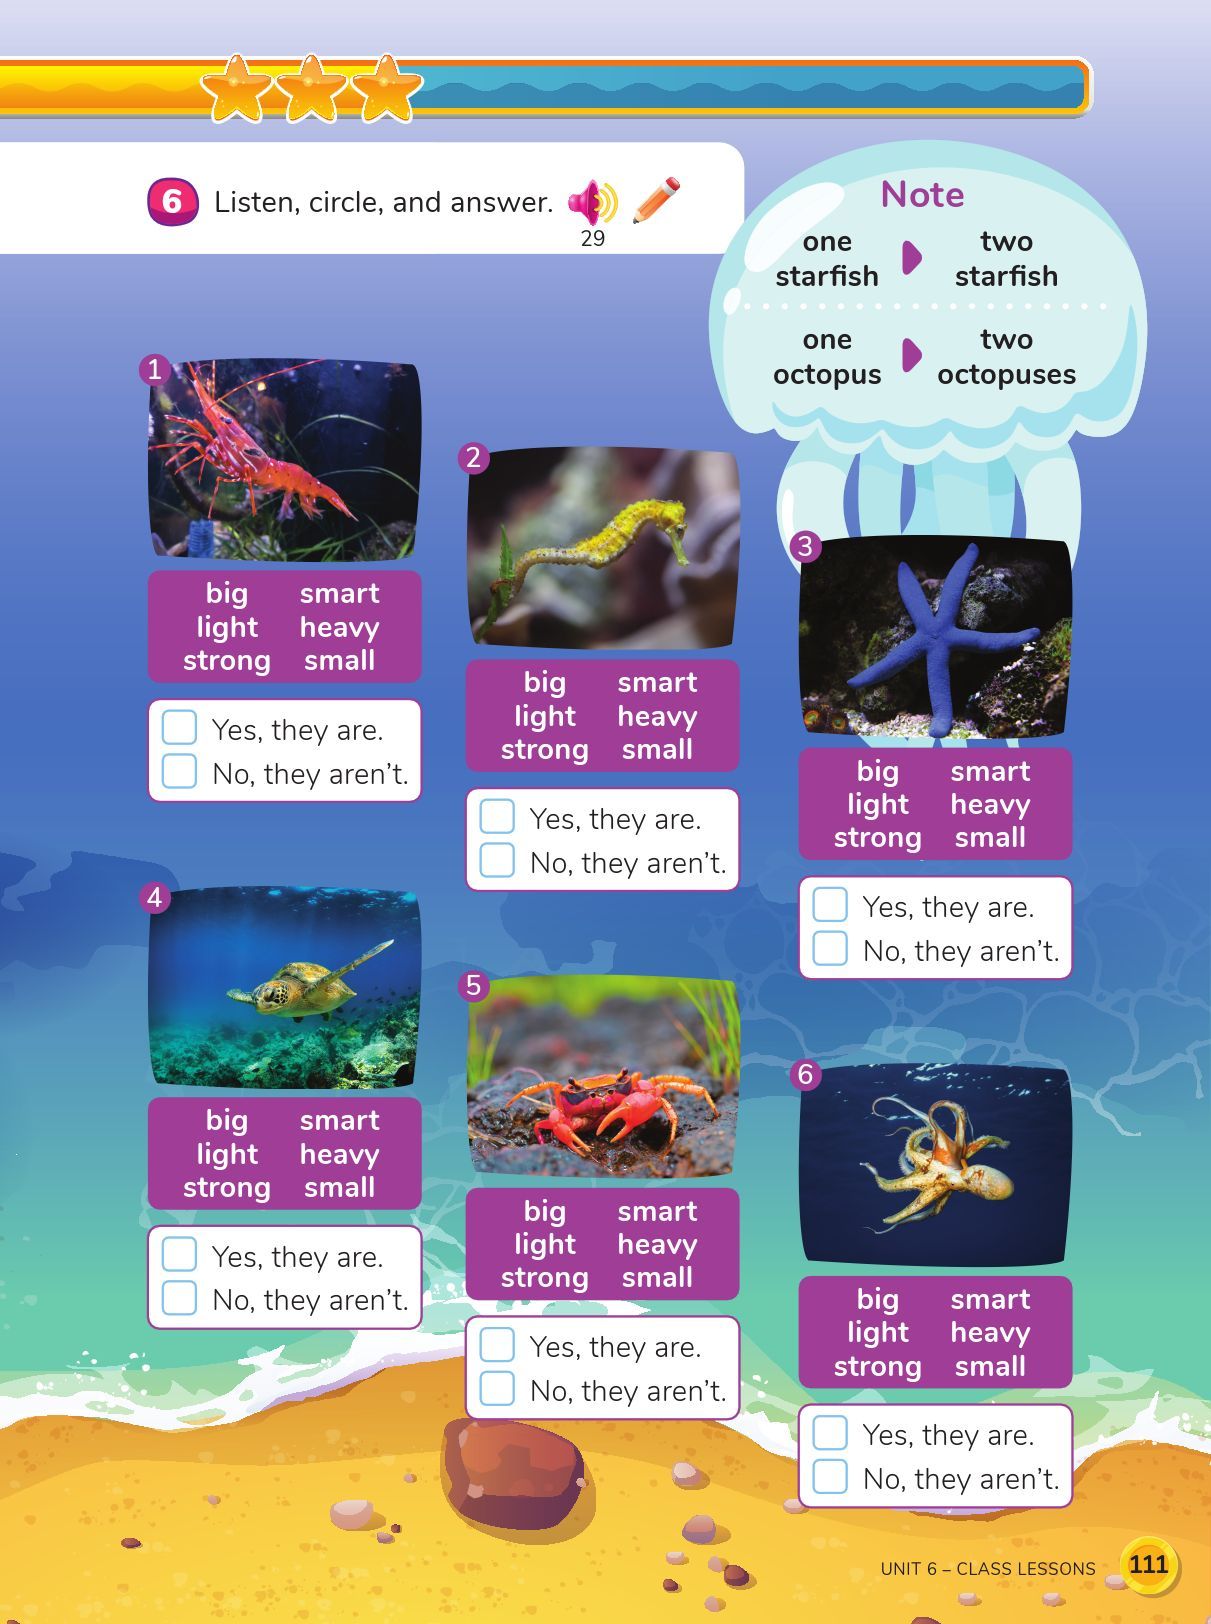 6 Listen, circle, and answer.
29
Note
one two
starfish starfish
one two
octopus octopuses
1
big smart
light heavy
strong small
Yes, they are.
No, they aren't.
2
big smart
light heavy
strong small
Yes, they are.
No, they aren't.
3
big smart
light heavy
strong small
Yes, they are.
No, they aren't.
4
big smart
light heavy
strong small
Yes, they are.
No, they aren't.
5
big smart
light heavy
strong small
Yes, they are.
No, they aren't.
6
big smart
light heavy
strong small
Yes, they are.
No, they aren't.
UNIT 6 – CLASS LESSONS 111